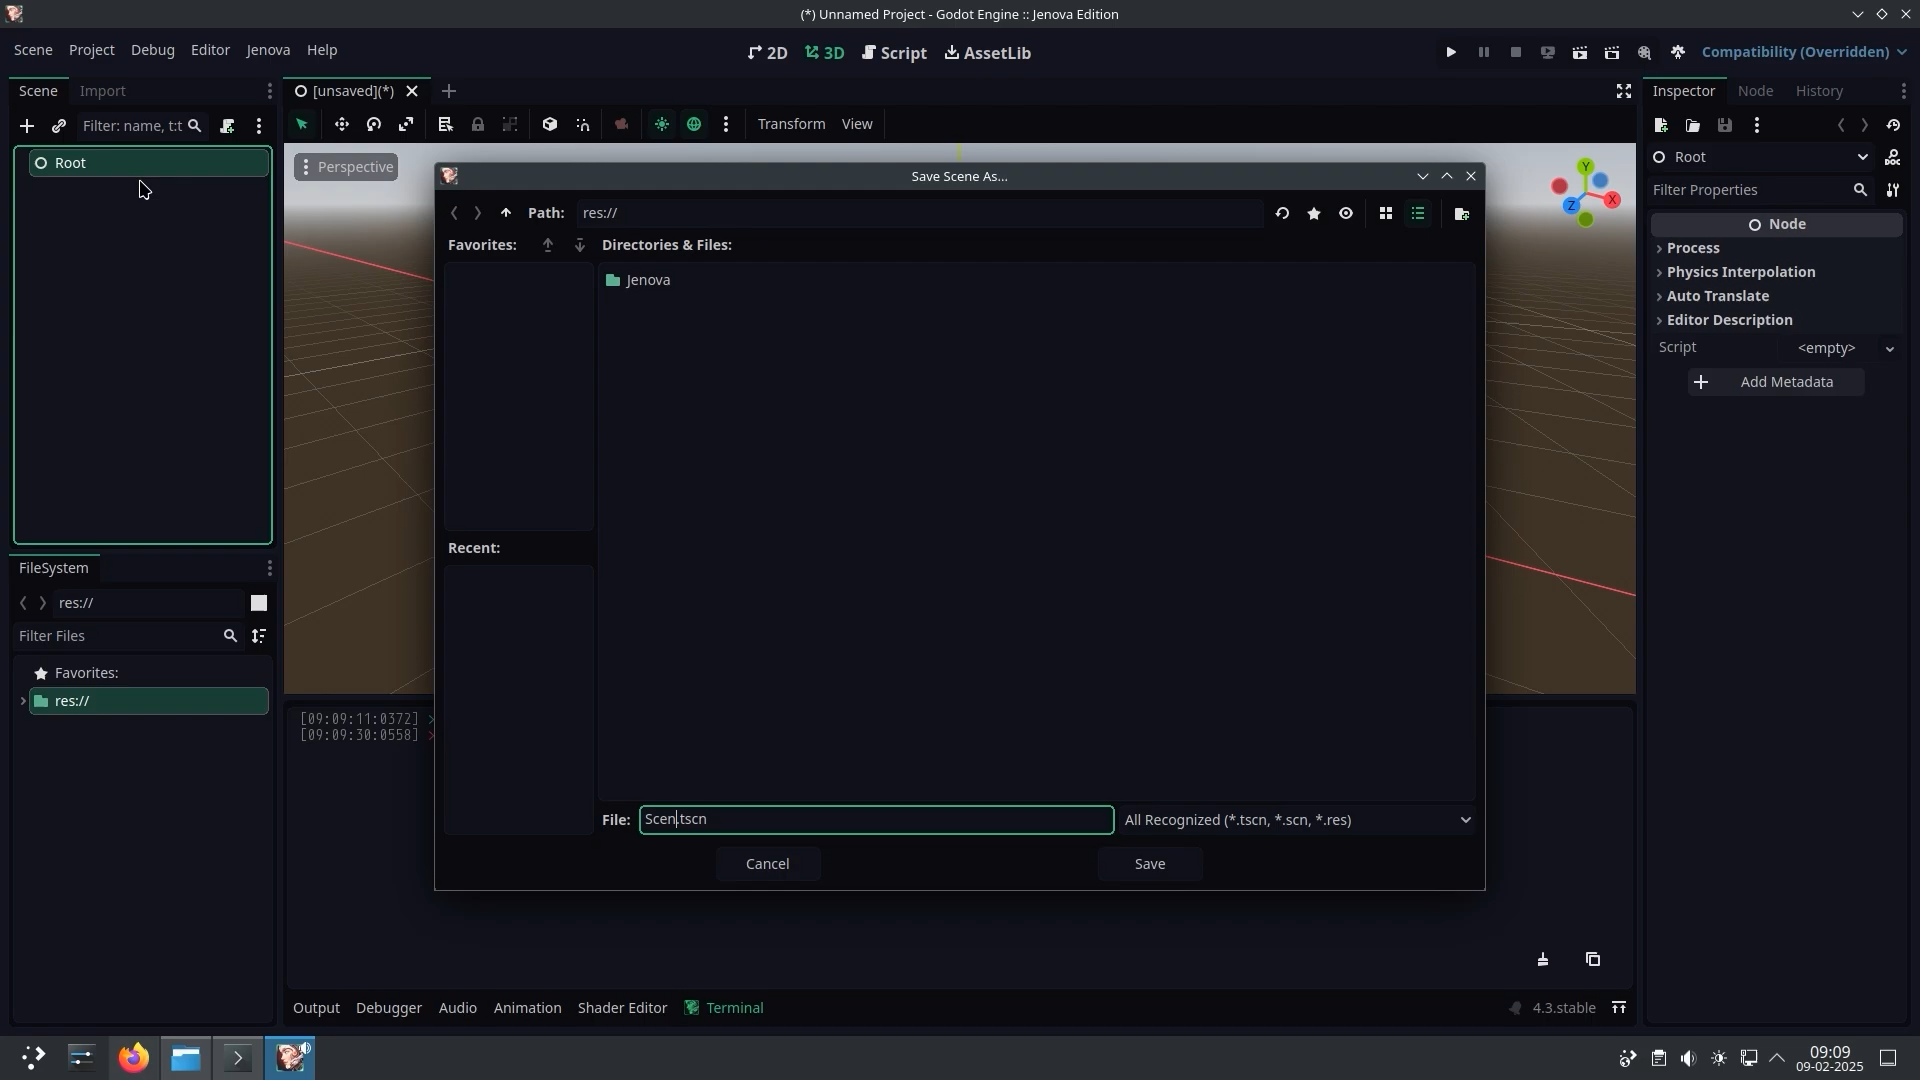 (*) Unnamed Project - Godot Engine :: Jenova Edition
Scene Project Debug Editor Jenova Help
2D 3D Script AssetLib
Compatibility (Overridden)
Scene Import
[unsaved](*)
Inspector Node History
Filter: name, t:t
Transform View
Root
Perspective
Save Scene As...
Y
X
Z
Root
Filter Properties
Path: res://
Favorites:
Directories & Files:
Jenova
Recent:
Node
Process
Physics Interpolation
Auto Translate
Editor Description
Script <empty>
Add Metadata
FileSystem
res://
Filter Files
Favorites:
res://
[09:09:11:0372] >
[09:09:30:0558] >
File: Scen.tscn All Recognized (*.tscn, *.scn, *.res)
Cancel Save
Output Debugger Audio Animation Shader Editor Terminal
4.3.stable
09:09
09-02-2025